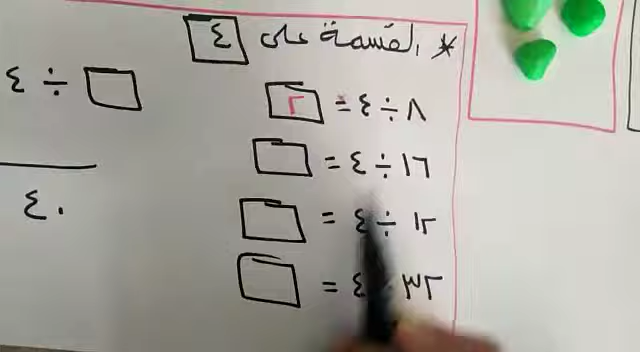 * القسمة على ٤
٨ ÷ ٤ = ٢
١٦ ÷ ٤ =
١٢ ÷ ٤ =
٣٢ ÷ ٤ =
÷ ٤
٤٠